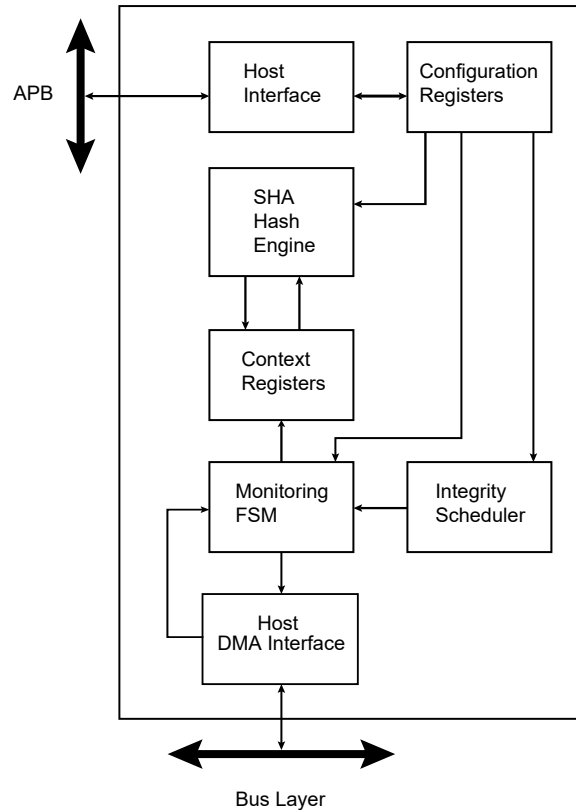 APB
Host
Interface
Configuration
Registers
SHA
Hash
Engine
Context
Registers
Monitoring
FSM
Integrity
Scheduler
Host
DMA Interface
Bus Layer